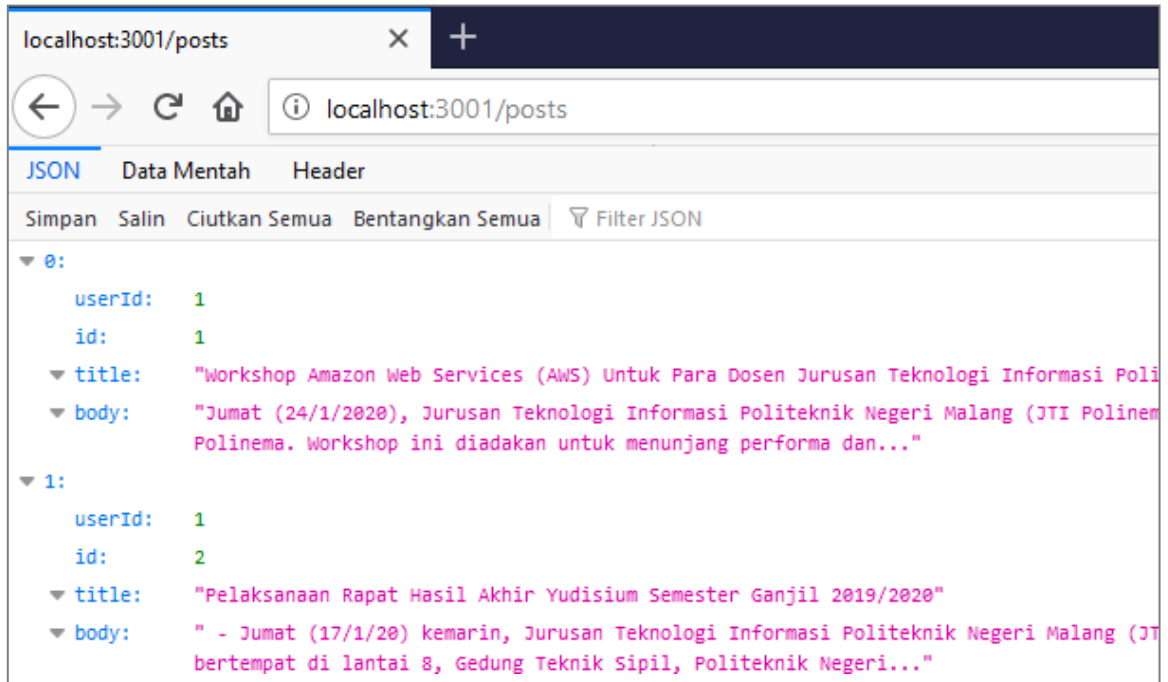 localhost:3001/posts
localhost:3001/posts
JSON Data Mentah Header
Simpan Salin Ciutkan Semua Bentangkan Semua Filter JSON
0:
userId: 1
id: 1
title: "Workshop Amazon Web Services (AWS) Untuk Para Dosen Jurusan Teknologi Informasi Poli
body: "Jumat (24/1/2020), Jurusan Teknologi Informasi Politeknik Negeri Malang (JTI Polinem
Polinema. Workshop ini diadakan untuk menunjang performa dan..."
1:
userId: 1
id: 2
title: "Pelaksanaan Rapat Hasil Akhir Yudisium Semester Ganjil 2019/2020"
body: " - Jumat (17/1/20) kemarin, Jurusan Teknologi Informasi Politeknik Negeri Malang (JT
bertempat di lantai 8, Gedung Teknik Sipil, Politeknik Negeri..."